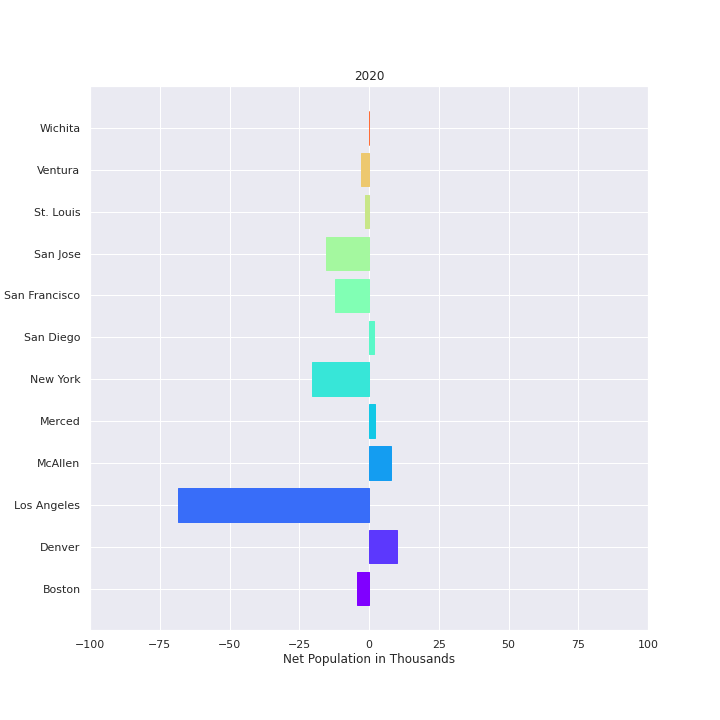 2020
Wichita
Ventura
St. Louis
San Jose
San Francisco
San Diego
New York
Merced
McAllen
Los Angeles
Denver
Boston
−100 −75 −50 −25 0 25 50 75 100
Net Population in Thousands